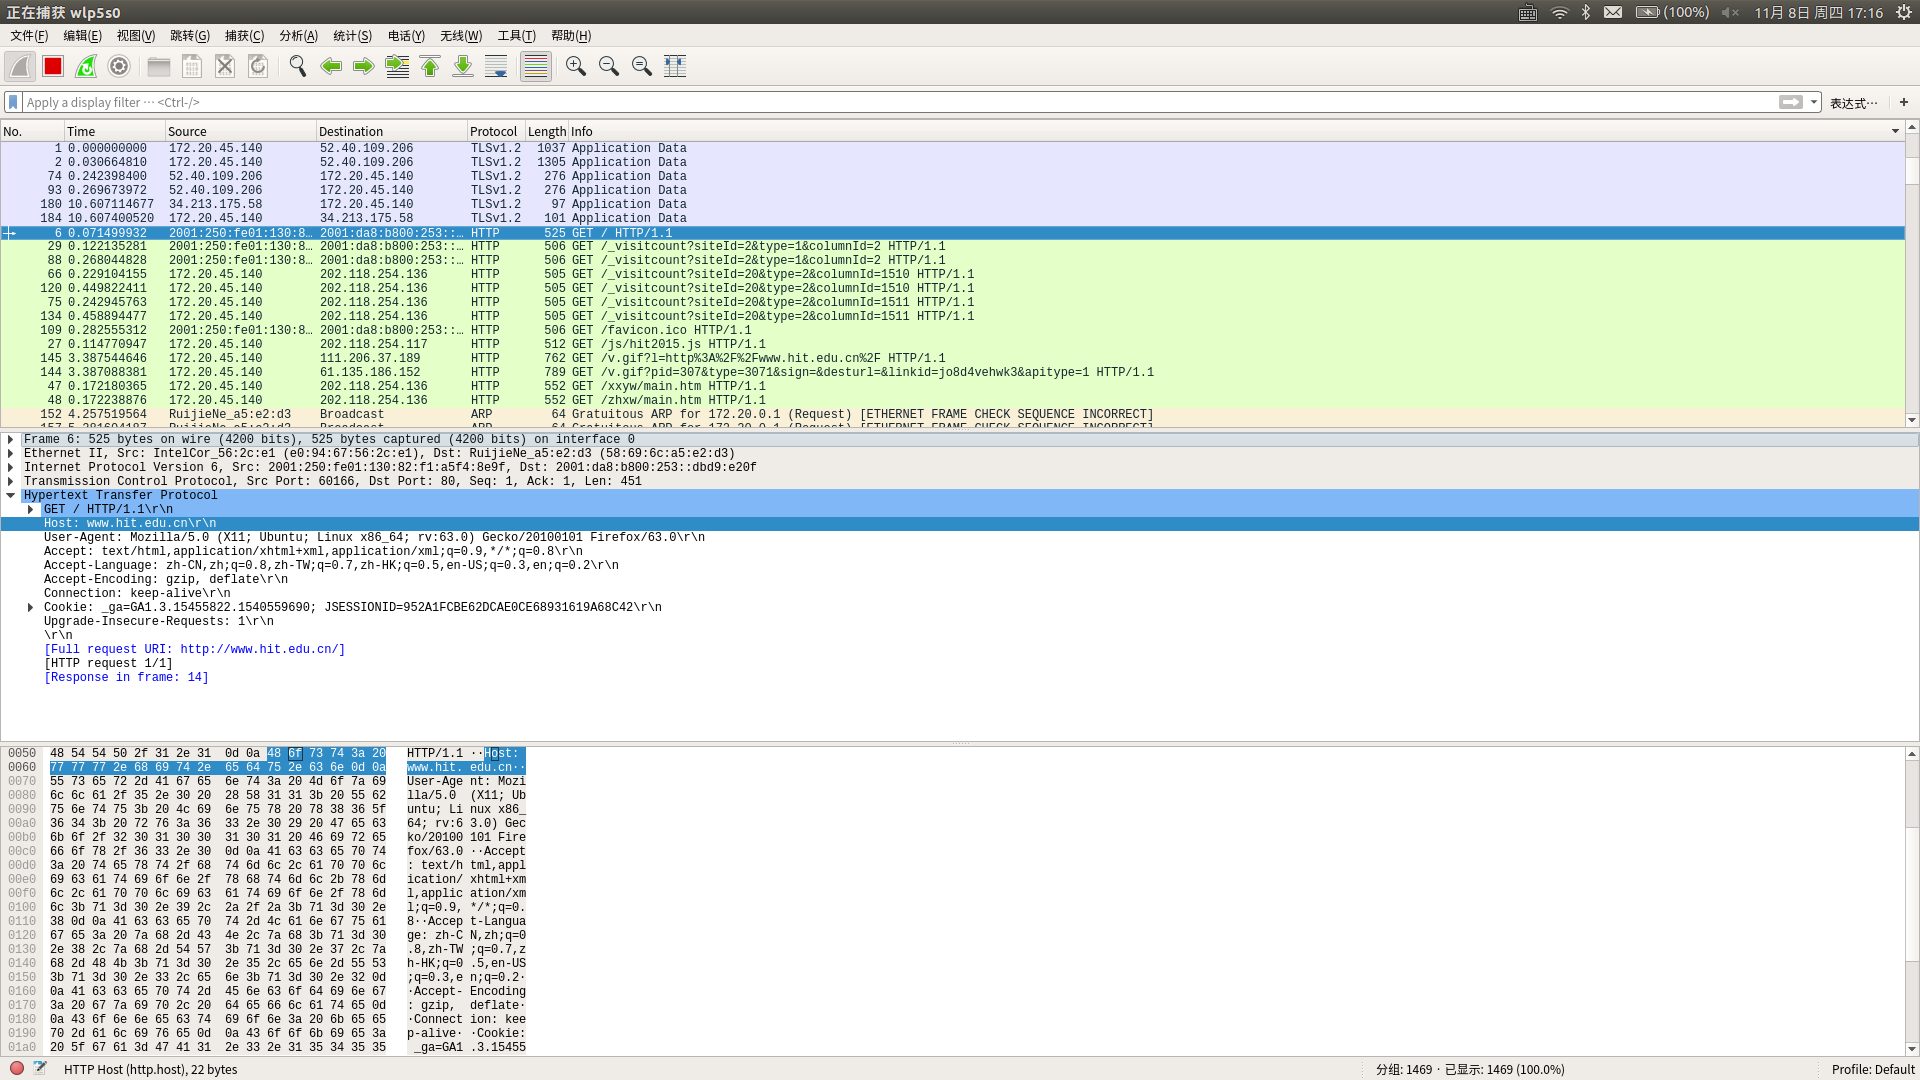 正在捕获 wlp5s0
(100%) 11月 8日 周四 17:16
文件(F) 编辑(E) 视图(V) 跳转(G) 捕获(C) 分析(A) 统计(S) 电话(Y) 无线(W) 工具(T) 帮助(H)
Apply a display filter … <Ctrl-/> 表达式… +
No. Time Source Destination Protocol Length Info
1 0.000000000 172.20.45.140 52.40.109.206 TLSv1.2 1037 Application Data
2 0.030664810 172.20.45.140 52.40.109.206 TLSv1.2 1305 Application Data
74 0.242398400 52.40.109.206 172.20.45.140 TLSv1.2 276 Application Data
93 0.269673972 52.40.109.206 172.20.45.140 TLSv1.2 276 Application Data
180 10.607114677 34.213.175.58 172.20.45.140 TLSv1.2 97 Application Data
184 10.607400520 172.20.45.140 34.213.175.58 TLSv1.2 101 Application Data
6 0.071499932 2001:250:fe01:130:8… 2001:da8:b800:253::… HTTP 525 GET / HTTP/1.1
29 0.122135281 2001:250:fe01:130:8… 2001:da8:b800:253::… HTTP 506 GET /_visitcount?siteId=2&type=1&columnId=2 HTTP/1.1
88 0.268044828 2001:250:fe01:130:8… 2001:da8:b800:253::… HTTP 506 GET /_visitcount?siteId=2&type=1&columnId=2 HTTP/1.1
66 0.229104155 172.20.45.140 202.118.254.136 HTTP 505 GET /_visitcount?siteId=20&type=2&columnId=1510 HTTP/1.1
120 0.449822411 172.20.45.140 202.118.254.136 HTTP 505 GET /_visitcount?siteId=20&type=2&columnId=1510 HTTP/1.1
75 0.242945763 172.20.45.140 202.118.254.136 HTTP 505 GET /_visitcount?siteId=20&type=2&columnId=1511 HTTP/1.1
134 0.458894477 172.20.45.140 202.118.254.136 HTTP 505 GET /_visitcount?siteId=20&type=2&columnId=1511 HTTP/1.1
109 0.282555312 2001:250:fe01:130:8… 2001:da8:b800:253::… HTTP 506 GET /favicon.ico HTTP/1.1
27 0.114770947 172.20.45.140 202.118.254.117 HTTP 512 GET /js/hit2015.js HTTP/1.1
145 3.387544646 172.20.45.140 111.206.37.189 HTTP 762 GET /v.gif?l=http%3A%2F%2Fwww.hit.edu.cn%2F HTTP/1.1
144 3.387088381 172.20.45.140 61.135.186.152 HTTP 789 GET /v.gif?pid=307&type=3071&sign=&desturl=&linkid=jo8d4vehwk3&apitype=1 HTTP/1.1
47 0.172180365 172.20.45.140 202.118.254.136 HTTP 552 GET /xxyw/main.htm HTTP/1.1
48 0.172238876 172.20.45.140 202.118.254.136 HTTP 552 GET /zhxw/main.htm HTTP/1.1
152 4.257519564 RuijieNe_a5:e2:d3 Broadcast ARP 64 Gratuitous ARP for 172.20.0.1 (Request) [ETHERNET FRAME CHECK SEQUENCE INCORRECT]
Frame 6: 525 bytes on wire (4200 bits), 525 bytes captured (4200 bits) on interface 0
Ethernet II, Src: IntelCor_56:2c:e1 (e0:94:67:56:2c:e1), Dst: RuijieNe_a5:e2:d3 (58:69:6c:a5:e2:d3)
Internet Protocol Version 6, Src: 2001:250:fe01:130:82:f1:a5f4:8e9f, Dst: 2001:da8:b800:253::dbd9:e20f
Transmission Control Protocol, Src Port: 60166, Dst Port: 80, Seq: 1, Ack: 1, Len: 451
Hypertext Transfer Protocol
GET / HTTP/1.1\r\n
Host: www.hit.edu.cn\r\n
User-Agent: Mozilla/5.0 (X11; Ubuntu; Linux x86_64; rv:63.0) Gecko/20100101 Firefox/63.0\r\n
Accept: text/html,application/xhtml+xml,application/xml;q=0.9,*/*;q=0.8\r\n
Accept-Language: zh-CN,zh;q=0.8,zh-TW;q=0.7,zh-HK;q=0.5,en-US;q=0.3,en;q=0.2\r\n
Accept-Encoding: gzip, deflate\r\n
Connection: keep-alive\r\n
Cookie: _ga=GA1.3.15455822.1540559690; JSESSIONID=952A1FCBE62DCAE0CE68931619A68C42\r\n
Upgrade-Insecure-Requests: 1\r\n
\r\n
[Full request URI: http://www.hit.edu.cn/]
[HTTP request 1/1]
[Response in frame: 14]
0050 48 54 54 50 2f 31 2e 31 0d 0a 48 6f 73 74 3a 20 HTTP/1.1 ··Host:
0060 77 77 77 2e 68 69 74 2e 65 64 75 2e 63 6e 0d 0a www.hit. edu.cn··
0070 55 73 65 72 2d 41 67 65 6e 74 3a 20 4d 6f 7a 69 User-Age nt: Mozi
0080 6c 6c 61 2f 35 2e 30 20 28 58 31 31 3b 20 55 62 lla/5.0 (X11; Ub
0090 75 6e 74 75 3b 20 4c 69 6e 75 78 20 78 38 36 5f untu; Li nux x86_
00a0 36 34 3b 20 72 76 3a 36 33 2e 30 29 20 47 65 63 64; rv:6 3.0) Gec
00b0 6b 6f 2f 32 30 31 30 30 31 30 31 20 46 69 72 65 ko/20100 101 Fire
00c0 66 6f 78 2f 36 33 2e 30 0d 0a 41 63 63 65 70 74 fox/63.0 ··Accept
00d0 3a 20 74 65 78 74 2f 68 74 6d 6c 2c 61 70 70 6c : text/h tml,appl
00e0 69 63 61 74 69 6f 6e 2f 78 68 74 6d 6c 2b 78 6d ication/ xhtml+xm
00f0 6c 2c 61 70 70 6c 69 63 61 74 69 6f 6e 2f 78 6d l,applic ation/xm
0100 6c 3b 71 3d 30 2e 39 2c 2a 2f 2a 3b 71 3d 30 2e l;q=0.9, */*;q=0.
0110 38 0d 0a 41 63 63 65 70 74 2d 4c 61 6e 67 75 61 8··Accep t-Langua
0120 67 65 3a 20 7a 68 2d 43 4e 2c 7a 68 3b 71 3d 30 ge: zh-C N,zh;q=0
0130 2e 38 2c 7a 68 2d 54 57 3b 71 3d 30 2e 37 2c 7a .8,zh-TW ;q=0.7,z
0140 68 2d 48 4b 3b 71 3d 30 2e 35 2c 65 6e 2d 55 53 h-HK;q=0 .5,en-US
0150 3b 71 3d 30 2e 33 2c 65 6e 3b 71 3d 30 2e 32 0d ;q=0.3,e n;q=0.2·
0160 0a 41 63 63 65 70 74 2d 45 6e 63 6f 64 69 6e 67 ·Accept- Encoding
0170 3a 20 67 7a 69 70 2c 20 64 65 66 6c 61 74 65 0d : gzip, deflate·
0180 0a 43 6f 6e 6e 65 63 74 69 6f 6e 3a 20 6b 65 65 ·Connect ion: kee
0190 70 2d 61 6c 69 76 65 0d 0a 43 6f 6f 6b 69 65 3a p-alive· ·Cookie:
01a0 20 5f 67 61 3d 47 41 31 2e 33 2e 31 35 34 35 35 _ga=GA1 .3.15455
HTTP Host (http.host), 22 bytes 分组: 1469 · 已显示: 1469 (100.0%) Profile: Default